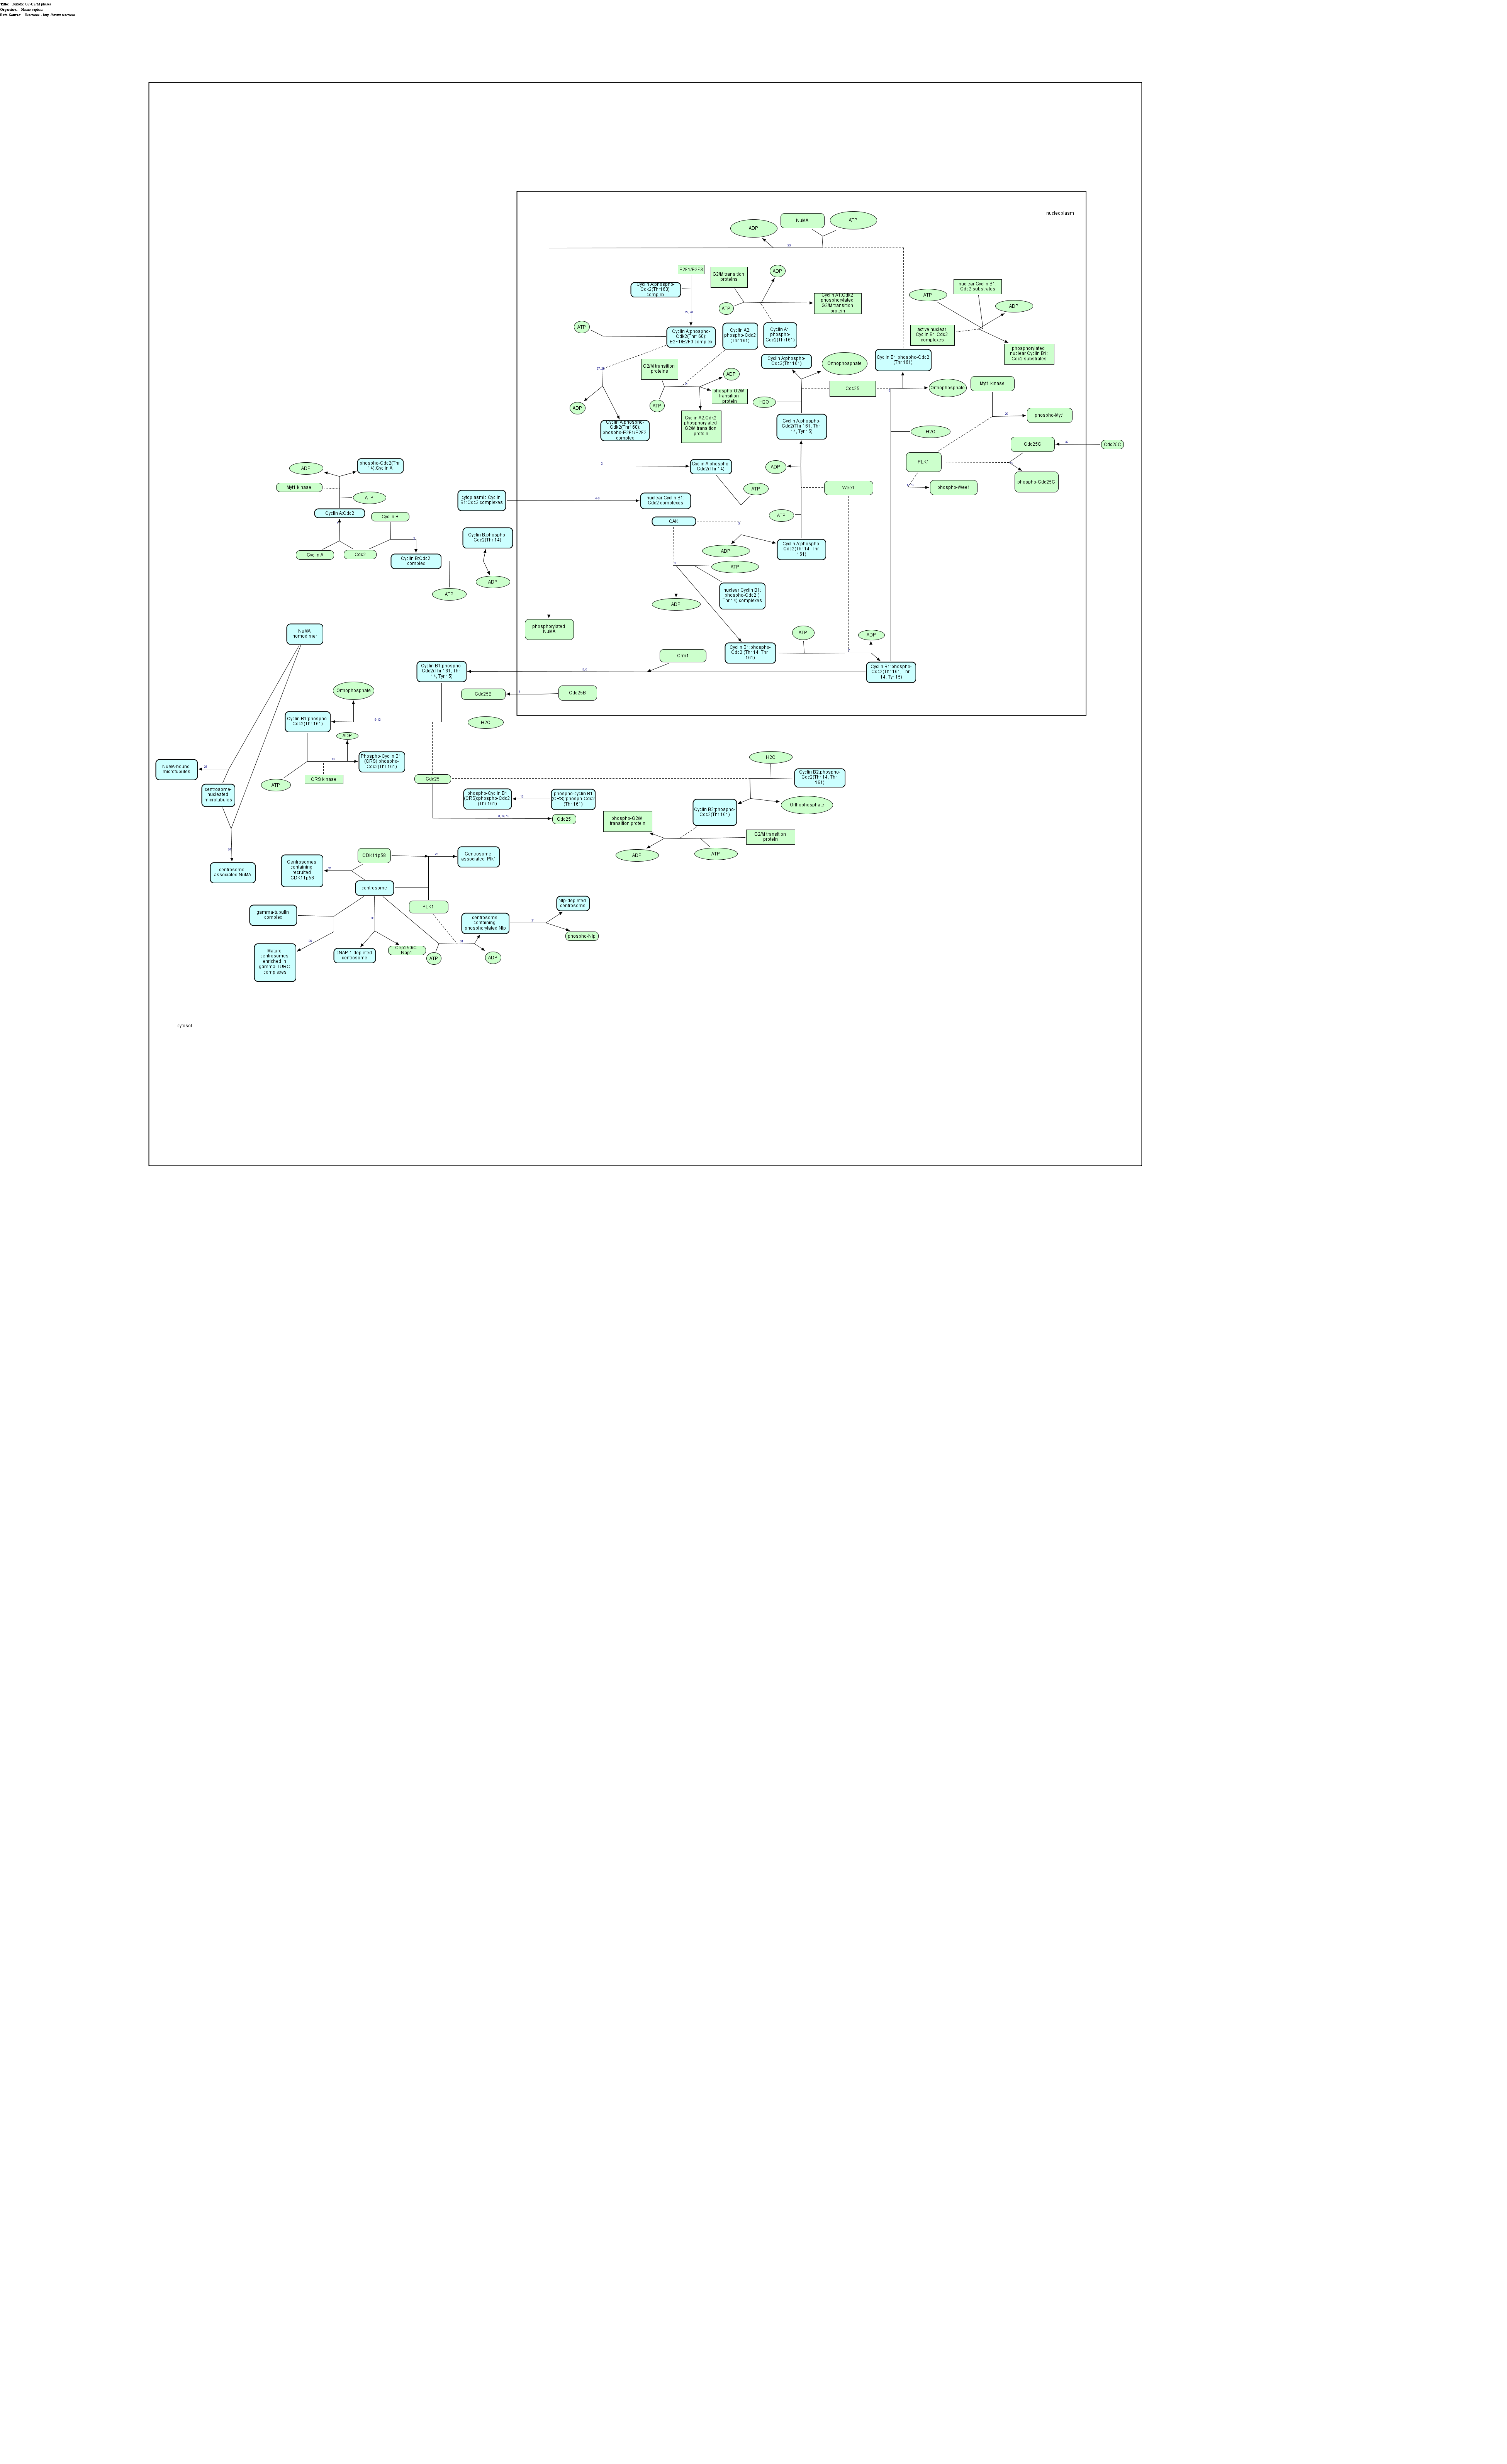 Title Mitotic G2-G2/M phases
Organism Homo sapiens
Data Source Reactome - http://www.reactome -
nucleoplasm
NuMA
ATP
ADP
E2F1/E2F3
G2/M transition
proteins
ADP
Cyclin A:phospho-
Cdk2(Thr160)
complex
ATP
Cyclin A1:Cdk2
phosphorylated
G2/M transition
protein
nuclear Cyclin B1:
Cdc2 substrates
ATP
ADP
active nuclear
Cyclin B1:Cdc2
complexes
phosphorylated
nuclear Cyclin B1:
Cdc2 substrates
ATP
Cyclin A:phospho-
Cdk2(Thr160):
E2F1/E2F3 complex
Cyclin A2:
phospho-Cdc2
(Thr 161)
Cyclin A1:
phospho-
Cdc2(Thr161)
Cyclin A:phospho-
Cdc2(Thr 161)
Orthophosphate
Cyclin B1:phospho-Cdc2
(Thr 161)
G2/M transition
proteins
ADP
phospho-G2/M
transition
protein
Cdc25
Orthophosphate
Myt1 kinase
ADP
ATP
H2O
phospho-Myt1
Cyclin A:phospho-
Cdk2(Thr160):
phospho-E2F1/E2F2
complex
Cyclin A2:Cdk2
phosphorylated
G2/M transition
protein
Cyclin A:phospho-
Cdc2(Thr 161, Thr
14, Tyr 15)
H2O
Cdc25C
Cdc25C
ADP
phospho-Cdc2(Thr
14):Cyclin A
Cyclin A:phospho-
Cdc2(Thr 14)
ADP
PLK1
phospho-Cdc25C
Myt1 kinase
ATP
cytoplasmic Cyclin
B1:Cdc2 complexes
nuclear Cyclin B1:
Cdc2 complexes
ATP
Wee1
phospho-Wee1
Cyclin A:Cdc2
Cyclin B
CAK
ATP
Cyclin A
Cdc2
Cyclin B:phospho-
Cdc2(Thr 14)
Cyclin B:Cdc2
complex
ADP
Cyclin A:phospho-
Cdc2(Thr 14, Thr
161)
ATP
ADP
ATP
ADP
nuclear Cyclin B1:
phospho-Cdc2 (
Thr 14) complexes
phosphorylated
NuMA
NuMA
homodimer
ATP
ADP
Cyclin B1:phospho-
Cdc2 (Thr 14, Thr
161)
Crm1
Cyclin B1:phospho-
Cdc2(Thr 161, Thr
14, Tyr 15)
Cyclin B1:phospho-
Cdc2(Thr 161, Thr
14, Tyr 15)
Orthophosphate
Cdc25B
Cdc25B
Cyclin B1:phospho-
Cdc2(Thr 161)
H2O
ADP
NuMA-bound
microtubules
Phospho-Cyclin B1
(CRS):phospho-
Cdc2(Thr 161)
ATP
CRS kinase
Cdc25
H2O
Cyclin B2:phospho-
Cdc2(Thr 14, Thr
161)
centrosome-
nucleated
microtubules
phospho-Cyclin B1
(CRS):phospho-Cdc2
(Thr 161)
phospho-cyclin B1
(CRS):phosph-Cdc2
(Thr 161)
Cdc25
Cyclin B2:phospho-
Cdc2(Thr 161)
Orthophosphate
phospho-G2/M
transition protein
G2/M transition
protein
ADP
ATP
CDK11p58
Centrosome
associated Plk1
centrosome-
associated NuMA
Centrosomes
containing
recruited
CDK11p58
centrosome
PLK1
Nlp-depleted
centrosome
gamma-tubulin
complex
centrosome
containing
phosphorylated Nlp
phospho-Nlp
Mature
centrosomes
enriched in
gamma-TURC
complexes
cNAP-1 depleted
centrosome
ATP
ADP
cytosol